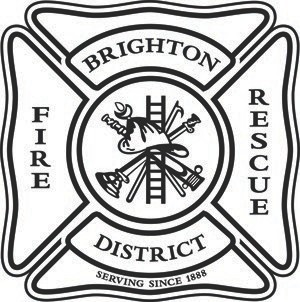 BRIGHTON
FIRE
RESCUE
DISTRICT
SERVING SINCE 1888